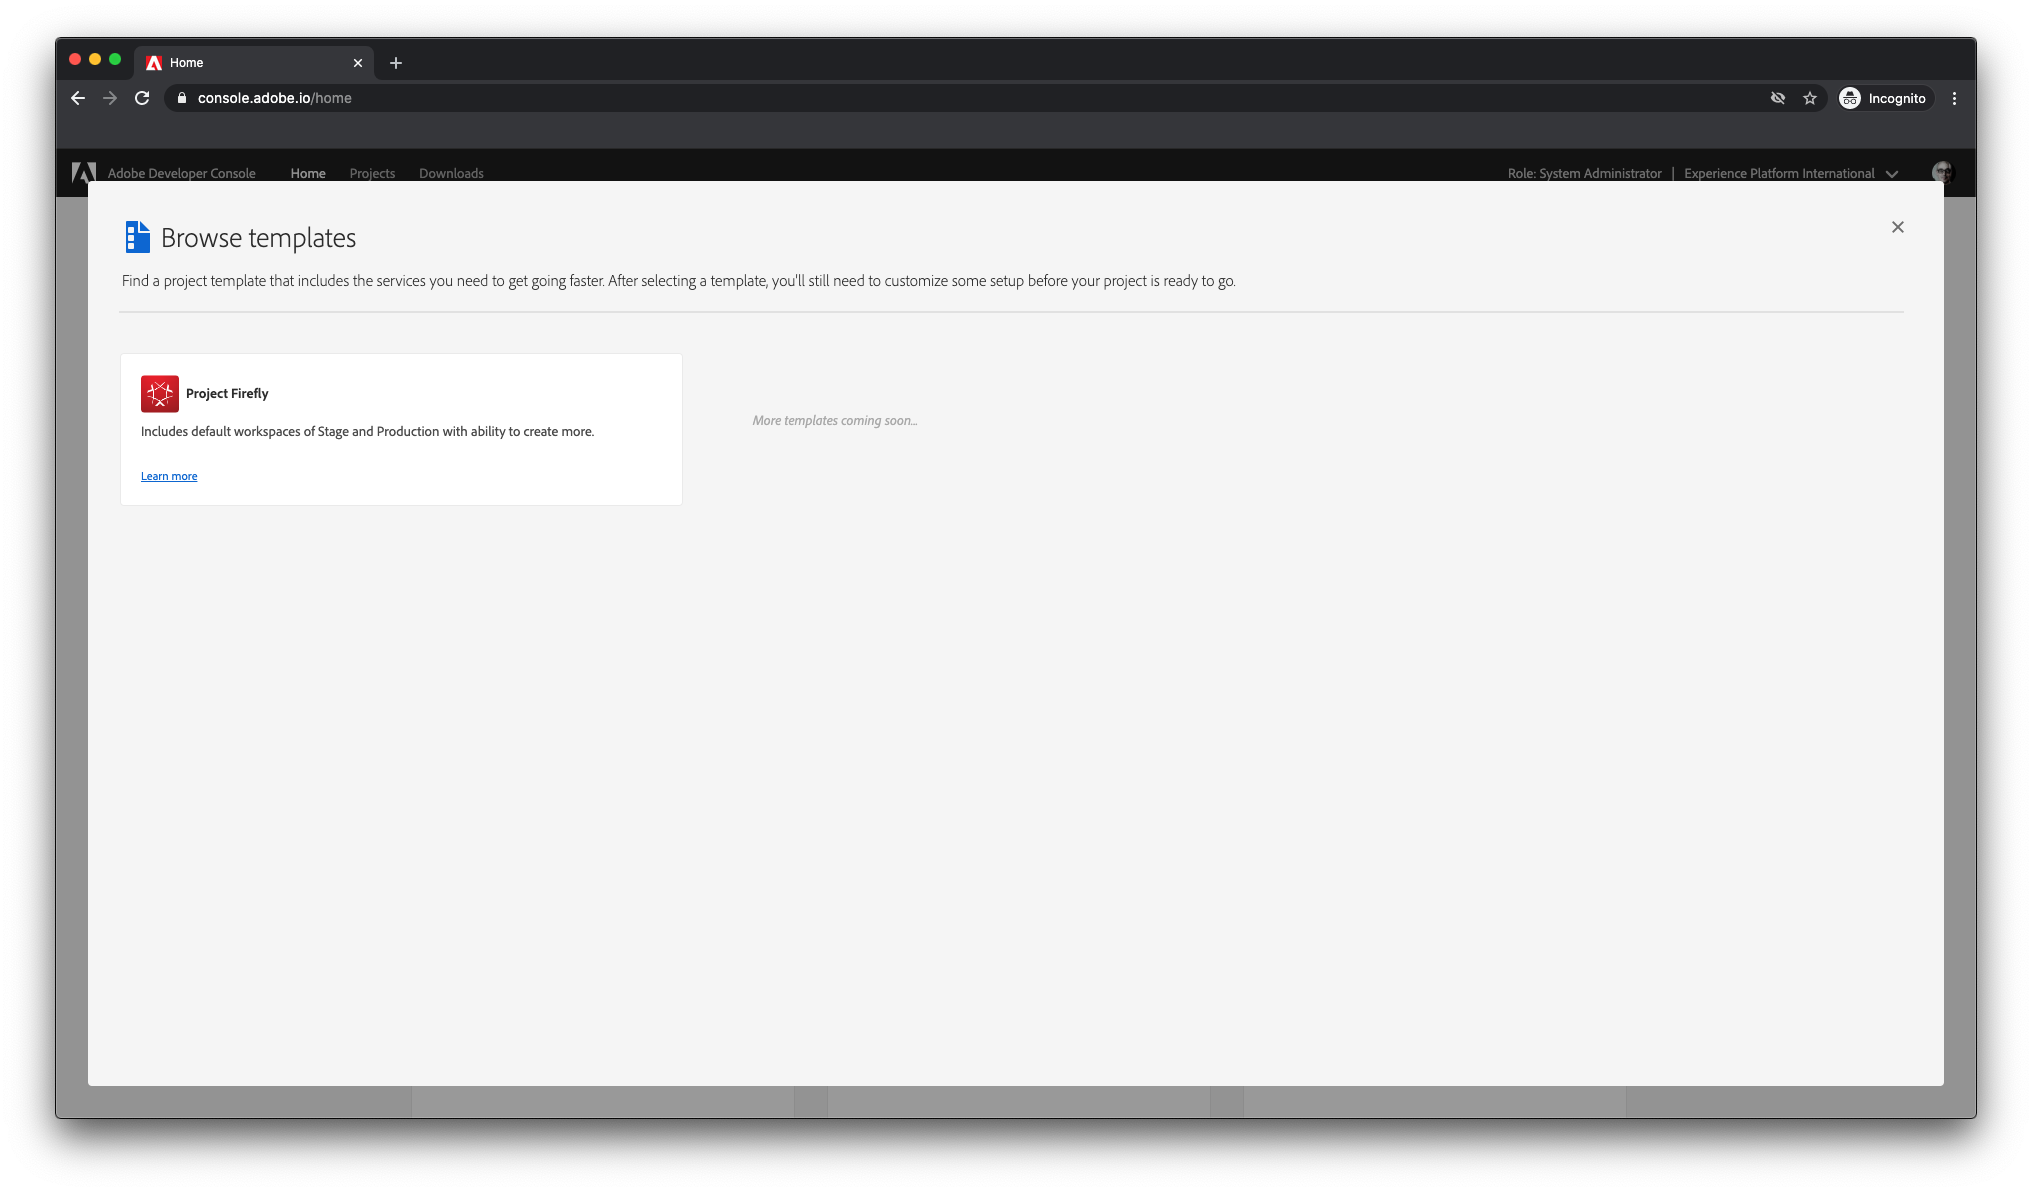 Home
console.adobe.io/home
Incognito
Adobe Developer Console Home Projects Downloads Role: System Administrator | Experience Platform International
Browse templates
Find a project template that includes the services you need to get going faster. After selecting a template, you'll still need to customize some setup before your project is ready to go.
Project Firefly
Includes default workspaces of Stage and Production with ability to create more.
Learn more
More templates coming soon...